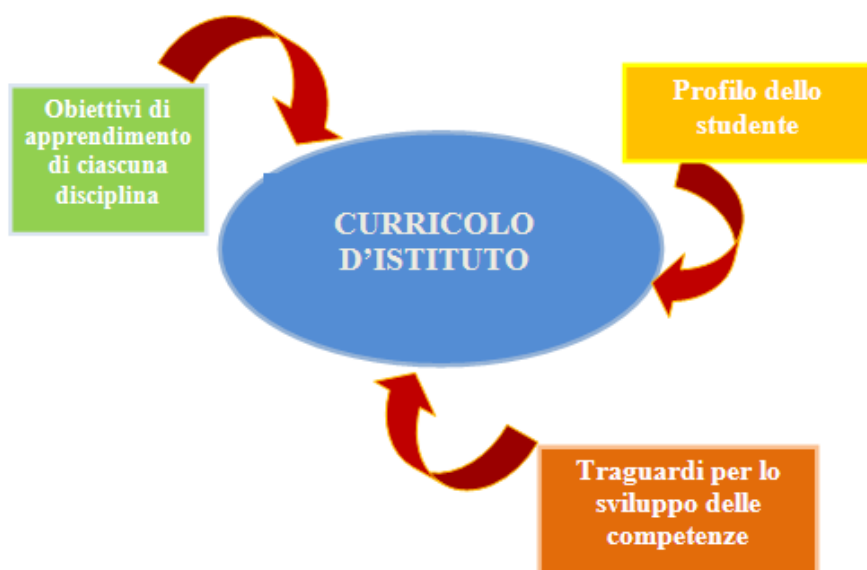 Obiettivi di
apprendimento
di ciascuna
disciplina
Profilo dello
studente
CURRICOLO
D’ISTITUTO
Traguardi per lo
sviluppo delle
competenze